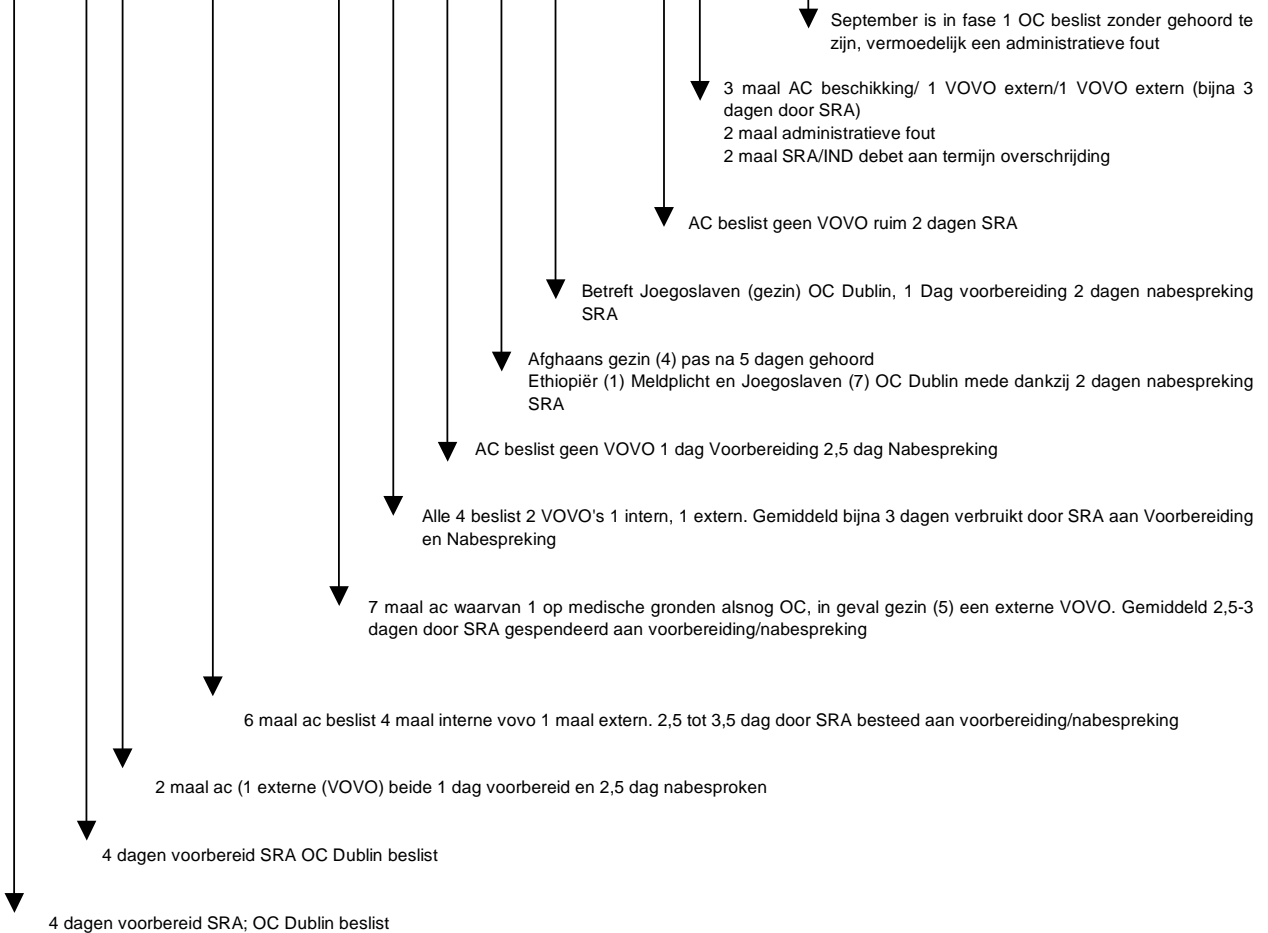 September is in fase 1 OC beslist zonder gehoord te
zijn, vermoedelijk een administratieve fout
3 maal AC beschikking/ 1 VOVO extern/1 VOVO extern (bijna 3
dagen door SRA)
2 maal administratieve fout
2 maal SRA/IND debet aan termijn overschrijding
AC beslist geen VOVO ruim 2 dagen SRA
Betreft Joegoslaven (gezin) OC Dublin, 1 Dag voorbereiding 2 dagen nabespreking
SRA
Afghaans gezin (4) pas na 5 dagen gehoord
Ethiopiër (1) Meldplicht en Joegoslaven (7) OC Dublin mede dankzij 2 dagen nabespreking
SRA
AC beslist geen VOVO 1 dag Voorbereiding 2,5 dag Nabespreking
Alle 4 beslist 2 VOVO's 1 intern, 1 extern. Gemiddeld bijna 3 dagen verbruikt door SRA aan Voorbereiding
en Nabespreking
7 maal ac waarvan 1 op medische gronden alsnog OC, in geval gezin (5) een externe VOVO. Gemiddeld 2,5-3
dagen door SRA gespendeerd aan voorbereiding/nabespreking
6 maal ac beslist 4 maal interne vovo 1 maal extern. 2,5 tot 3,5 dag door SRA besteed aan voorbereiding/nabespreking
2 maal ac (1 externe (VOVO) beide 1 dag voorbereid en 2,5 dag nabesproken
4 dagen voorbereid SRA OC Dublin beslist
4 dagen voorbereid SRA; OC Dublin beslist